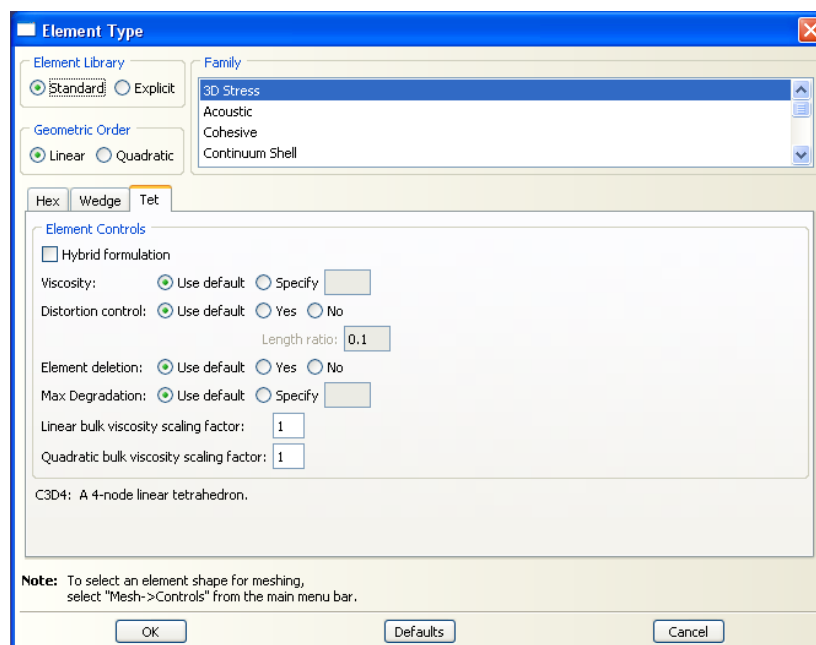 Element Type
Element Library
Standard Explicit
Family
3D Stress
Acoustic
Cohesive
Continuum Shell
Geometric Order
Linear Quadratic
Hex Wedge Tet
Element Controls
Hybrid formulation
Viscosity: Use default Specify
Distortion control: Use default Yes No
Length ratio: 0.1
Element deletion: Use default Yes No
Max Degradation: Use default Specify
Linear bulk viscosity scaling factor: 1
Quadratic bulk viscosity scaling factor: 1
C3D4: A 4-node linear tetrahedron.
Note: To select an element shape for meshing,
select "Mesh->Controls" from the main menu bar.
OK Defaults Cancel